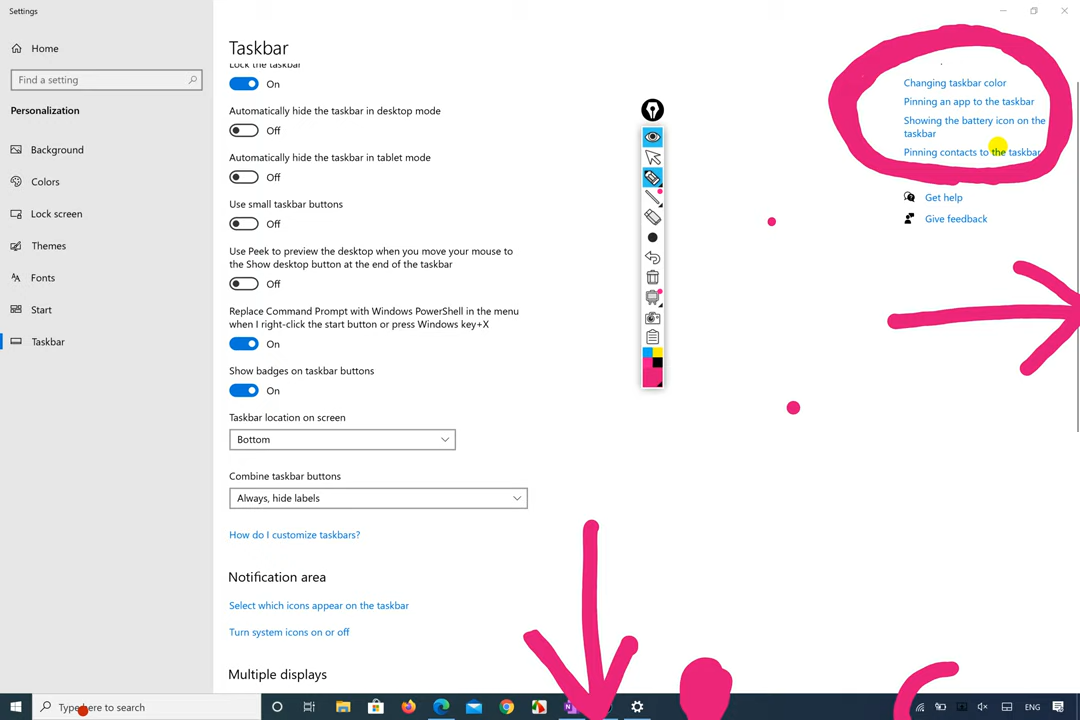 Settings
Home
Find a setting
Personalization
Background
Colors
Lock screen
Themes
Fonts
Start
Taskbar
Taskbar
Lock the taskbar
On
Automatically hide the taskbar in desktop mode
Off
Automatically hide the taskbar in tablet mode
Off
Use small taskbar buttons
Off
Use Peek to preview the desktop when you move your mouse to
the Show desktop button at the end of the taskbar
Off
Replace Command Prompt with Windows PowerShell in the menu
when I right-click the start button or press Windows key+X
On
Show badges on taskbar buttons
On
Taskbar location on screen
Bottom
Combine taskbar buttons
Always, hide labels
How do I customize taskbars?
Notification area
Select which icons appear on the taskbar
Turn system icons on or off
Multiple displays
Changing taskbar color
Pinning an app to the taskbar
Showing the battery icon on the
taskbar
Pinning contacts to the taskbar
Get help
Give feedback
Type here to search
ENG